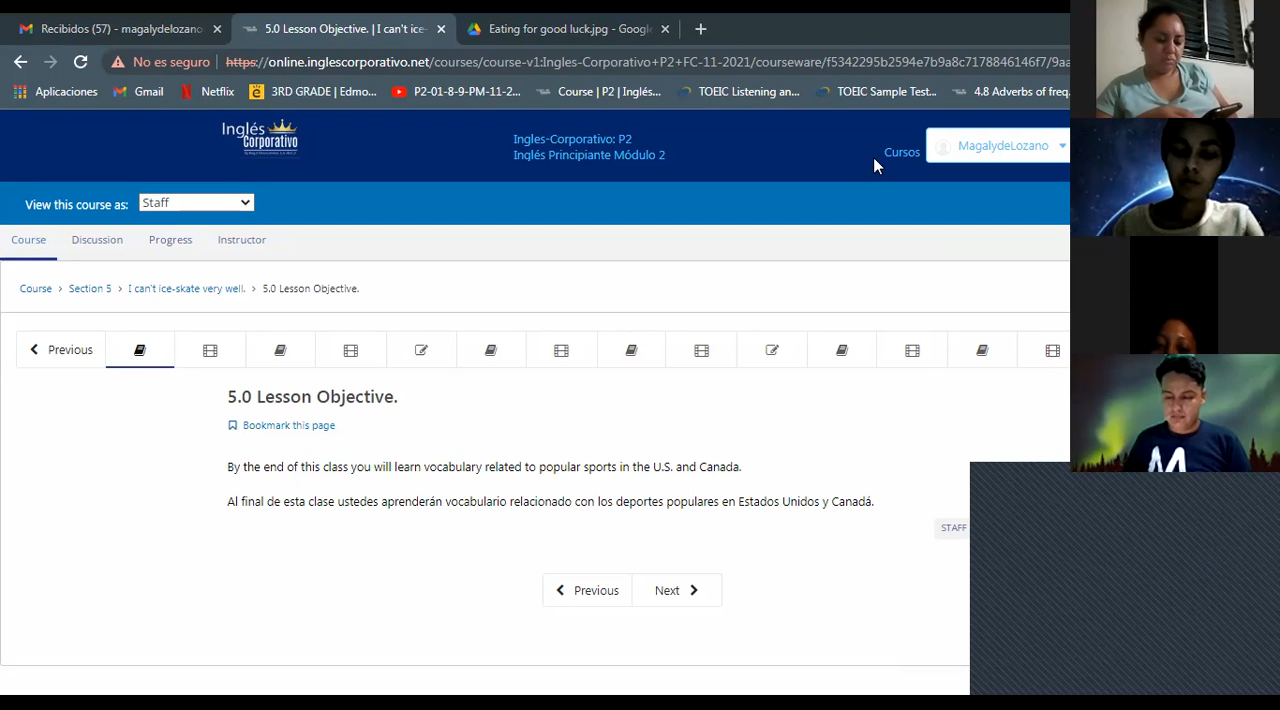 Recibidos (57) - magalydelozano
5.0 Lesson Objective. | I can't ice-
Eating for good luck.jpg - Google
No es seguro
https://online.inglescorporativo.net/courses/course-v1:Ingles-Corporativo+P2+FC-11-2021/courseware/f5342295b2594e7b9a8c7178846146f7/9aa
Aplicaciones
Gmail
Netflix
3RD GRADE | Edmo...
P2-01-8-9-PM-11-2...
Course | P2 | Inglés...
TOEIC Listening an...
TOEIC Sample Test...
4.8 Adverbs of freq.
Inglés
Corporativo
Ingles-Corporativo: P2
Inglés Principiante Módulo 2
Cursos
MagalydeLozano
View this course as:
Staff
Course
Discussion
Progress
Instructor
Course > Section 5 > I can't ice-skate very well. > 5.0 Lesson Objective.
Previous
5.0 Lesson Objective.
Bookmark this page
By the end of this class you will learn vocabulary related to popular sports in the U.S. and Canada.
Al final de esta clase ustedes aprenderán vocabulario relacionado con los deportes populares en Estados Unidos y Canadá.
STAFF
Previous
Next